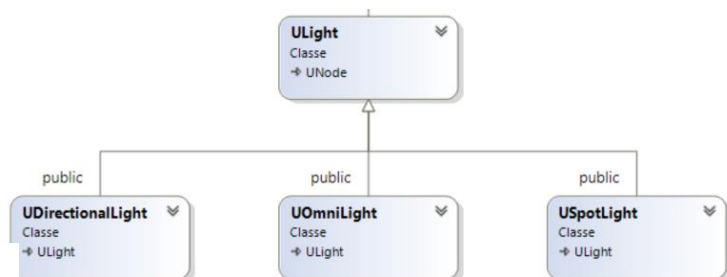 ULight
Classe
UNode
public
public
public
UDirectionalLight
Classe
ULight
UOmniLight
Classe
ULight
USpotLight
Classe
ULight